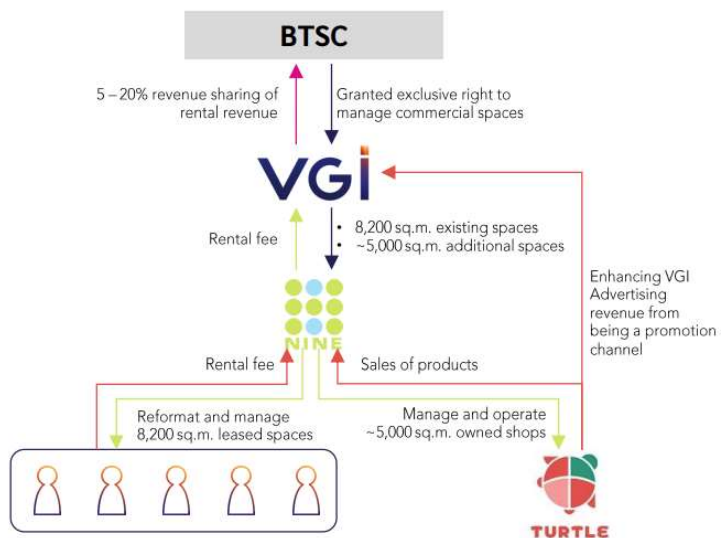 BTSC
5 – 20% revenue sharing of
rental revenue
Granted exclusive right to
manage commercial spaces
VGI
Rental fee
• 8,200 sq.m. existing spaces
• ~5,000 sq.m. additional spaces
Enhancing VGI
Advertising
revenue from
being a promotion
channel
NINE
Rental fee
Sales of products
Reformat and manage
8,200 sq.m. leased spaces
Manage and operate
~5,000 sq.m. owned shops
TURTLE